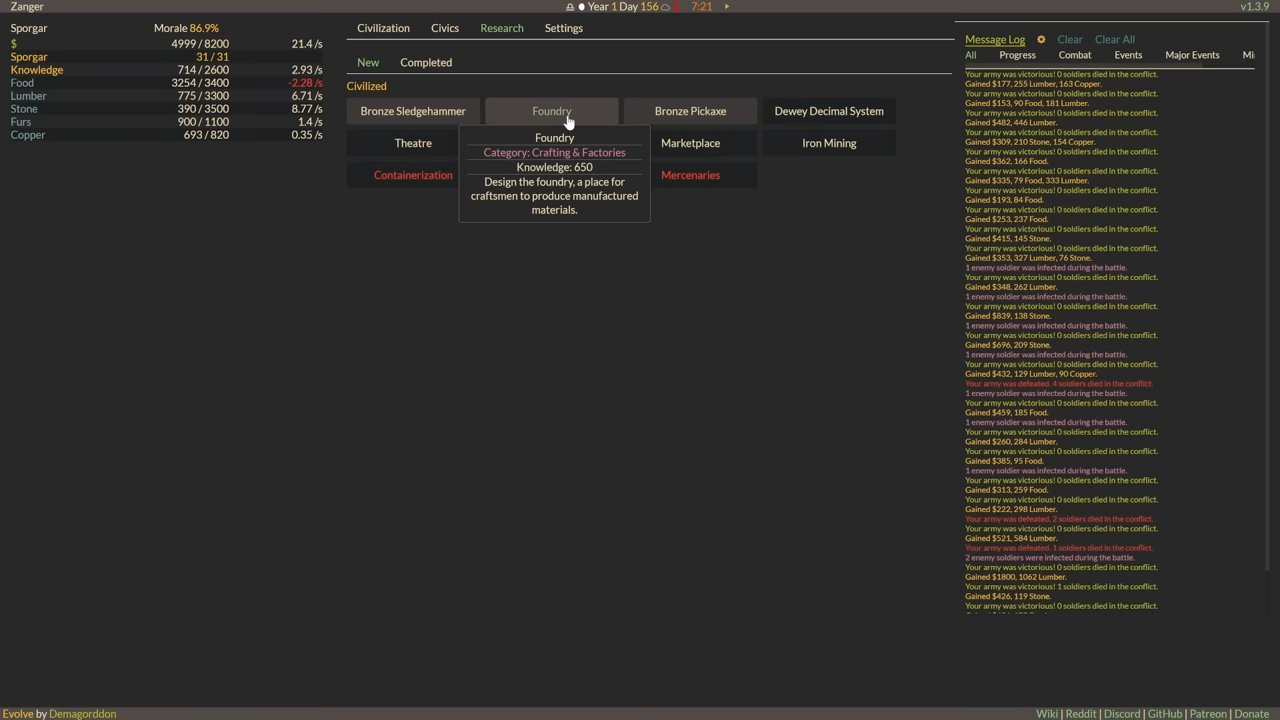 Zanger
Year 1 Day 156
7:21
v1.3.9
Sporgar
Morale 86.9%
$ 4999 / 8200 21.4 /s
Sporgar 31 / 31
Knowledge 714 / 2600 2.93 /s
Food 3254 / 3400 -2.28 /s
Lumber 775 / 3300 6.71 /s
Stone 390 / 3500 8.77 /s
Furs 900 / 1100 1.4 /s
Copper 693 / 820 0.35 /s
Civilization Civics Research Settings
New Completed
Civilized
Bronze Sledgehammer Foundry Bronze Pickaxe Dewey Decimal System
Theatre Marketplace Iron Mining
Containerization Mercenaries
Foundry
Category: Crafting & Factories
Knowledge: 650
Design the foundry, a place for
craftsmen to produce manufactured
materials.
Message Log Clear Clear All
All Progress Combat Events Major Events Mi
Your army was victorious! 0 soldiers died in the conflict.
Gained $177, 255 Lumber, 163 Copper.
Your army was victorious! 0 soldiers died in the conflict.
Gained $153, 90 Food, 181 Lumber.
Your army was victorious! 0 soldiers died in the conflict.
Gained $482, 446 Lumber.
Your army was victorious! 0 soldiers died in the conflict.
Gained $309, 210 Stone, 154 Copper.
Your army was victorious! 0 soldiers died in the conflict.
Gained $362, 166 Food.
Your army was victorious! 0 soldiers died in the conflict.
Gained $335, 79 Food, 333 Lumber.
Your army was victorious! 0 soldiers died in the conflict.
Gained $193, 84 Food.
Your army was victorious! 0 soldiers died in the conflict.
Gained $253, 237 Food.
Your army was victorious! 0 soldiers died in the conflict.
Gained $415, 145 Stone.
Your army was victorious! 0 soldiers died in the conflict.
Gained $353, 327 Lumber, 76 Stone.
1 enemy soldier was infected during the battle.
Your army was victorious! 0 soldiers died in the conflict.
Gained $348, 262 Lumber.
1 enemy soldier was infected during the battle.
Your army was victorious! 0 soldiers died in the conflict.
Gained $839, 138 Stone.
1 enemy soldier was infected during the battle.
Your army was victorious! 0 soldiers died in the conflict.
Gained $696, 209 Stone.
1 enemy soldier was infected during the battle.
Your army was victorious! 0 soldiers died in the conflict.
Gained $432, 129 Lumber, 90 Copper.
Your army was defeated. 4 soldiers died in the conflict.
1 enemy soldier was infected during the battle.
Your army was victorious! 0 soldiers died in the conflict.
Gained $459, 185 Food.
1 enemy soldier was infected during the battle.
Your army was victorious! 0 soldiers died in the conflict.
Gained $260, 284 Lumber.
Your army was victorious! 0 soldiers died in the conflict.
Gained $385, 95 Food.
1 enemy soldier was infected during the battle.
Your army was victorious! 0 soldiers died in the conflict.
Gained $313, 259 Food.
Your army was victorious! 0 soldiers died in the conflict.
Gained $222, 298 Lumber.
Your army was defeated. 2 soldiers died in the conflict.
Your army was victorious! 0 soldiers died in the conflict.
Gained $521, 584 Lumber.
Your army was defeated. 1 soldiers died in the conflict.
2 enemy soldiers were infected during the battle.
Your army was victorious! 0 soldiers died in the conflict.
Gained $1800, 1062 Lumber.
Your army was victorious! 1 soldiers died in the conflict.
Gained $426, 119 Stone.
Your army was victorious! 0 soldiers died in the conflict.
Evolve by Demagorddon
Wiki | Reddit | Discord | GitHub | Patreon | Donate